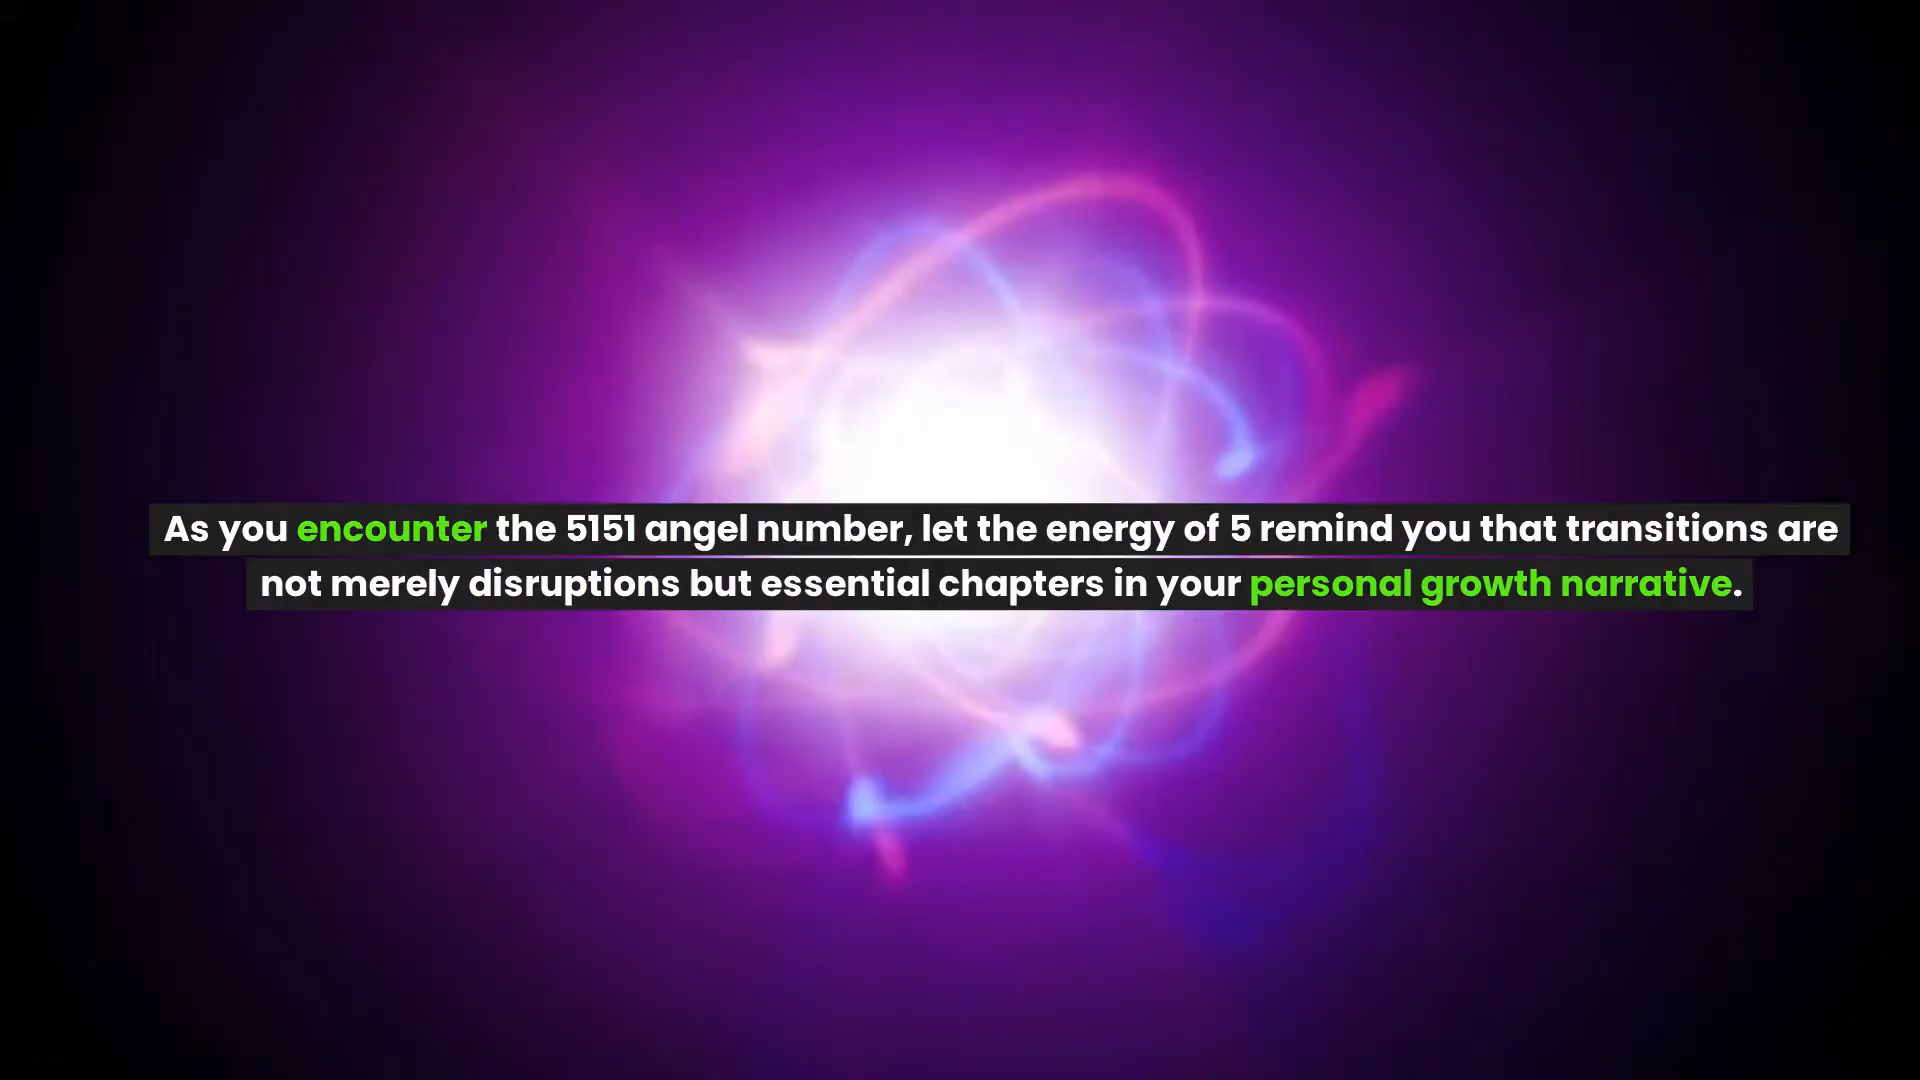 As you encounter the 5151 angel number, let the energy of 5 remind you that transitions are
not merely disruptions but essential chapters in your personal growth narrative.